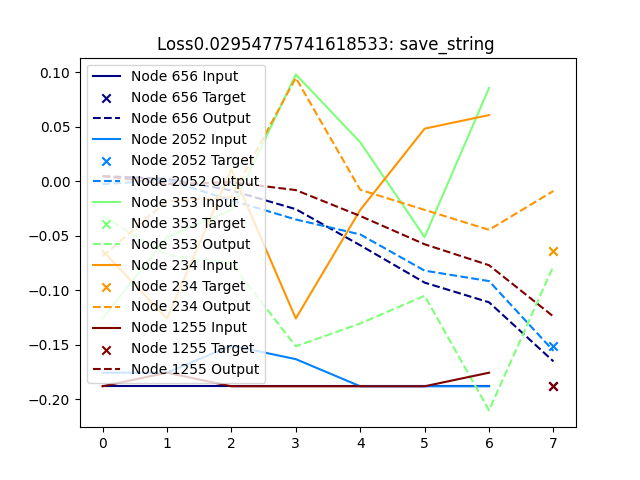 Loss0.02954775741618533: save_string
0.10
0.05
0.00
−0.05
−0.10
−0.15
−0.20
Node 656 Input
Node 656 Target
Node 656 Output
Node 2052 Input
Node 2052 Target
Node 2052 Output
Node 353 Input
Node 353 Target
Node 353 Output
Node 234 Input
Node 234 Target
Node 234 Output
Node 1255 Input
Node 1255 Target
Node 1255 Output
0 1 2 3 4 5 6 7